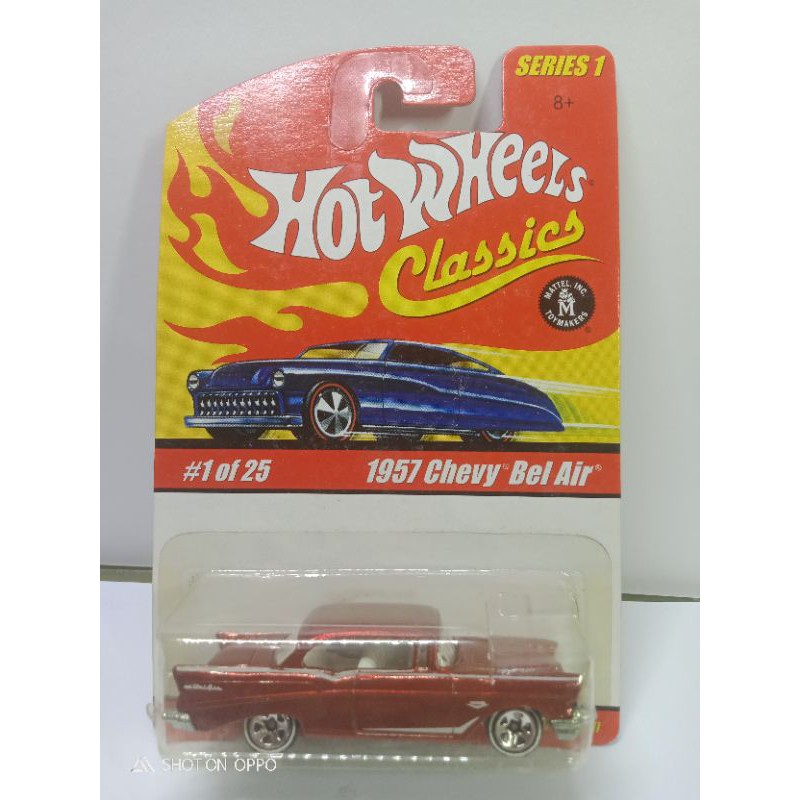 SERIES 1
8+
HOT WHEELS
Classics
MATTEL, INC.
M
TOYMAKERS
#1 of 25
1957 Chevy® Bel Air®
SHOT ON OPPO